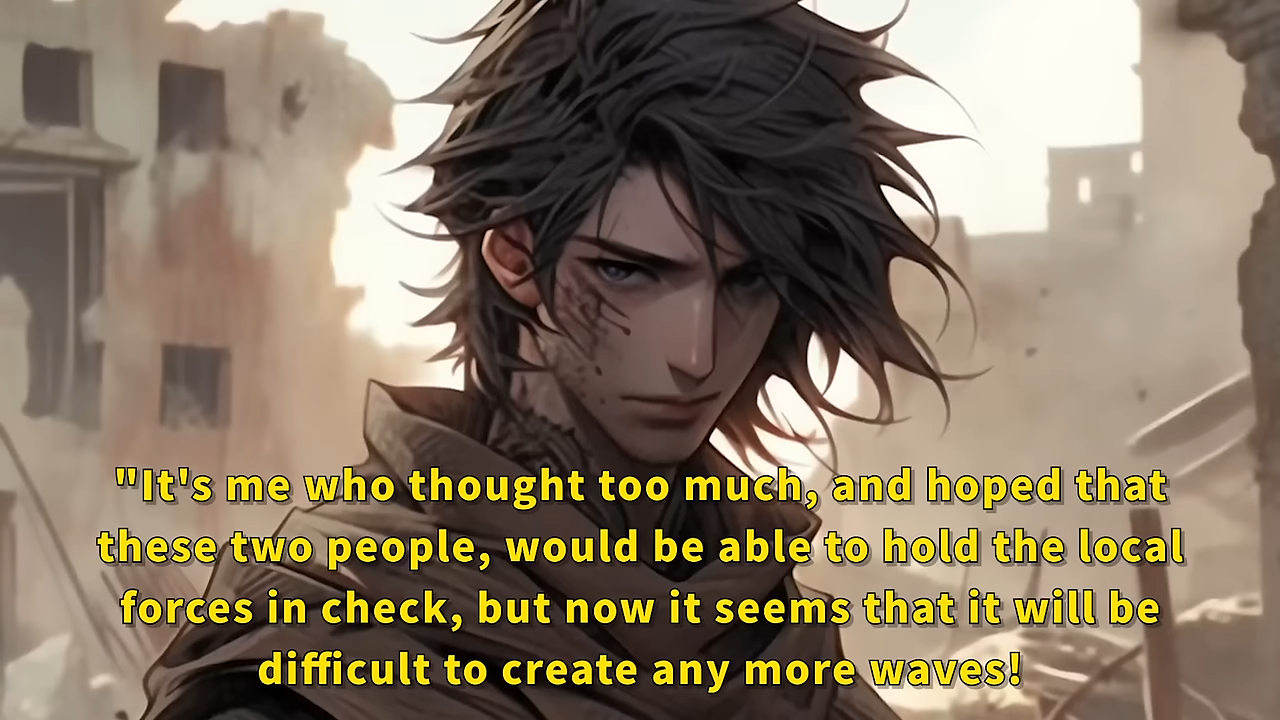 "It's me who thought too much, and hoped that
these two people, would be able to hold the local
forces in check, but now it seems that it will be
difficult to create any more waves!